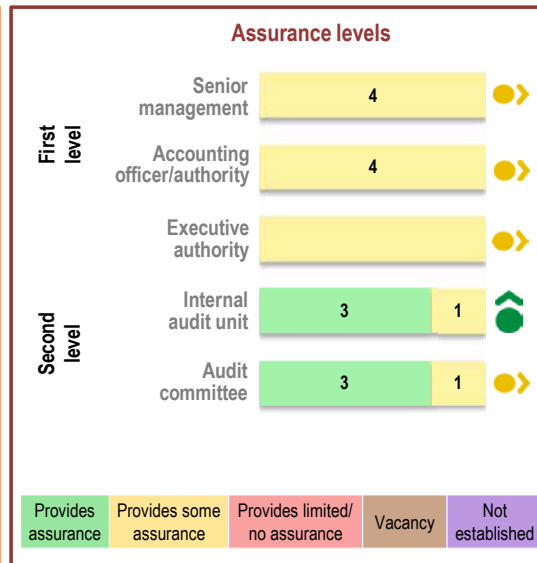 Assurance levels
First
level
Senior
management
4
Accounting
officer/authority
4
Executive
authority
Second
level
Internal
audit unit
3
1
Audit
committee
3
1
Provides
assurance
Provides some
assurance
Provides limited/
no assurance
Vacancy
Not
established